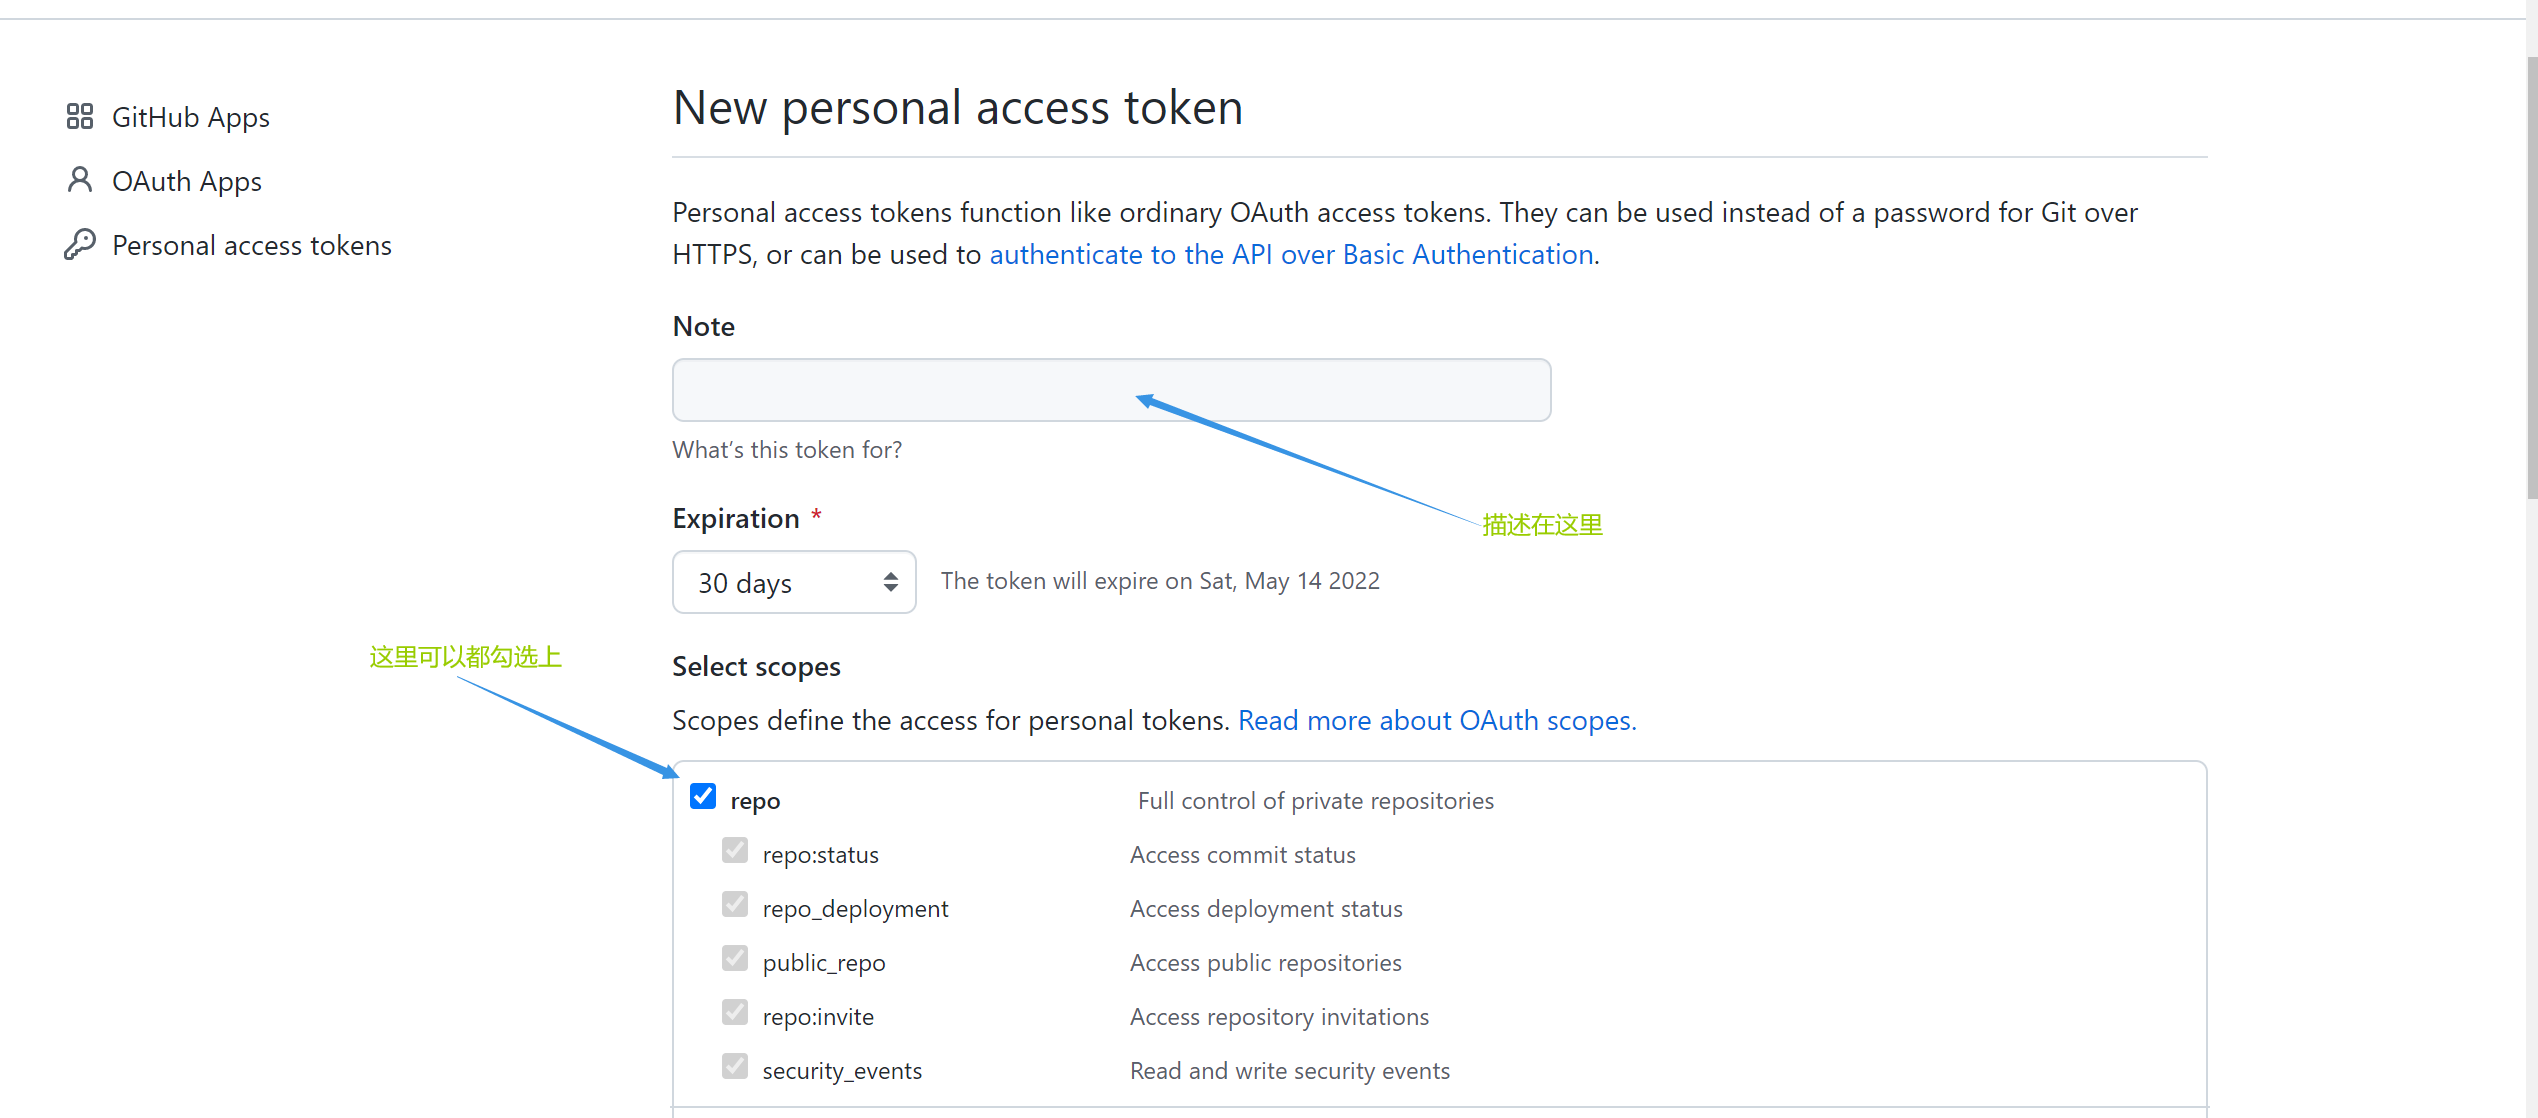 GitHub Apps
OAuth Apps
Personal access tokens
New personal access token
Personal access tokens function like ordinary OAuth access tokens. They can be used instead of a password for Git over
HTTPS, or can be used to authenticate to the API over Basic Authentication.
Note
What's this token for?
描述在这里
Expiration *
30 days The token will expire on Sat, May 14 2022
这里可以都勾选上
Select scopes
Scopes define the access for personal tokens. Read more about OAuth scopes.
repo Full control of private repositories
repo:status Access commit status
repo_deployment Access deployment status
public_repo Access public repositories
repo:invite Access repository invitations
security_events Read and write security events